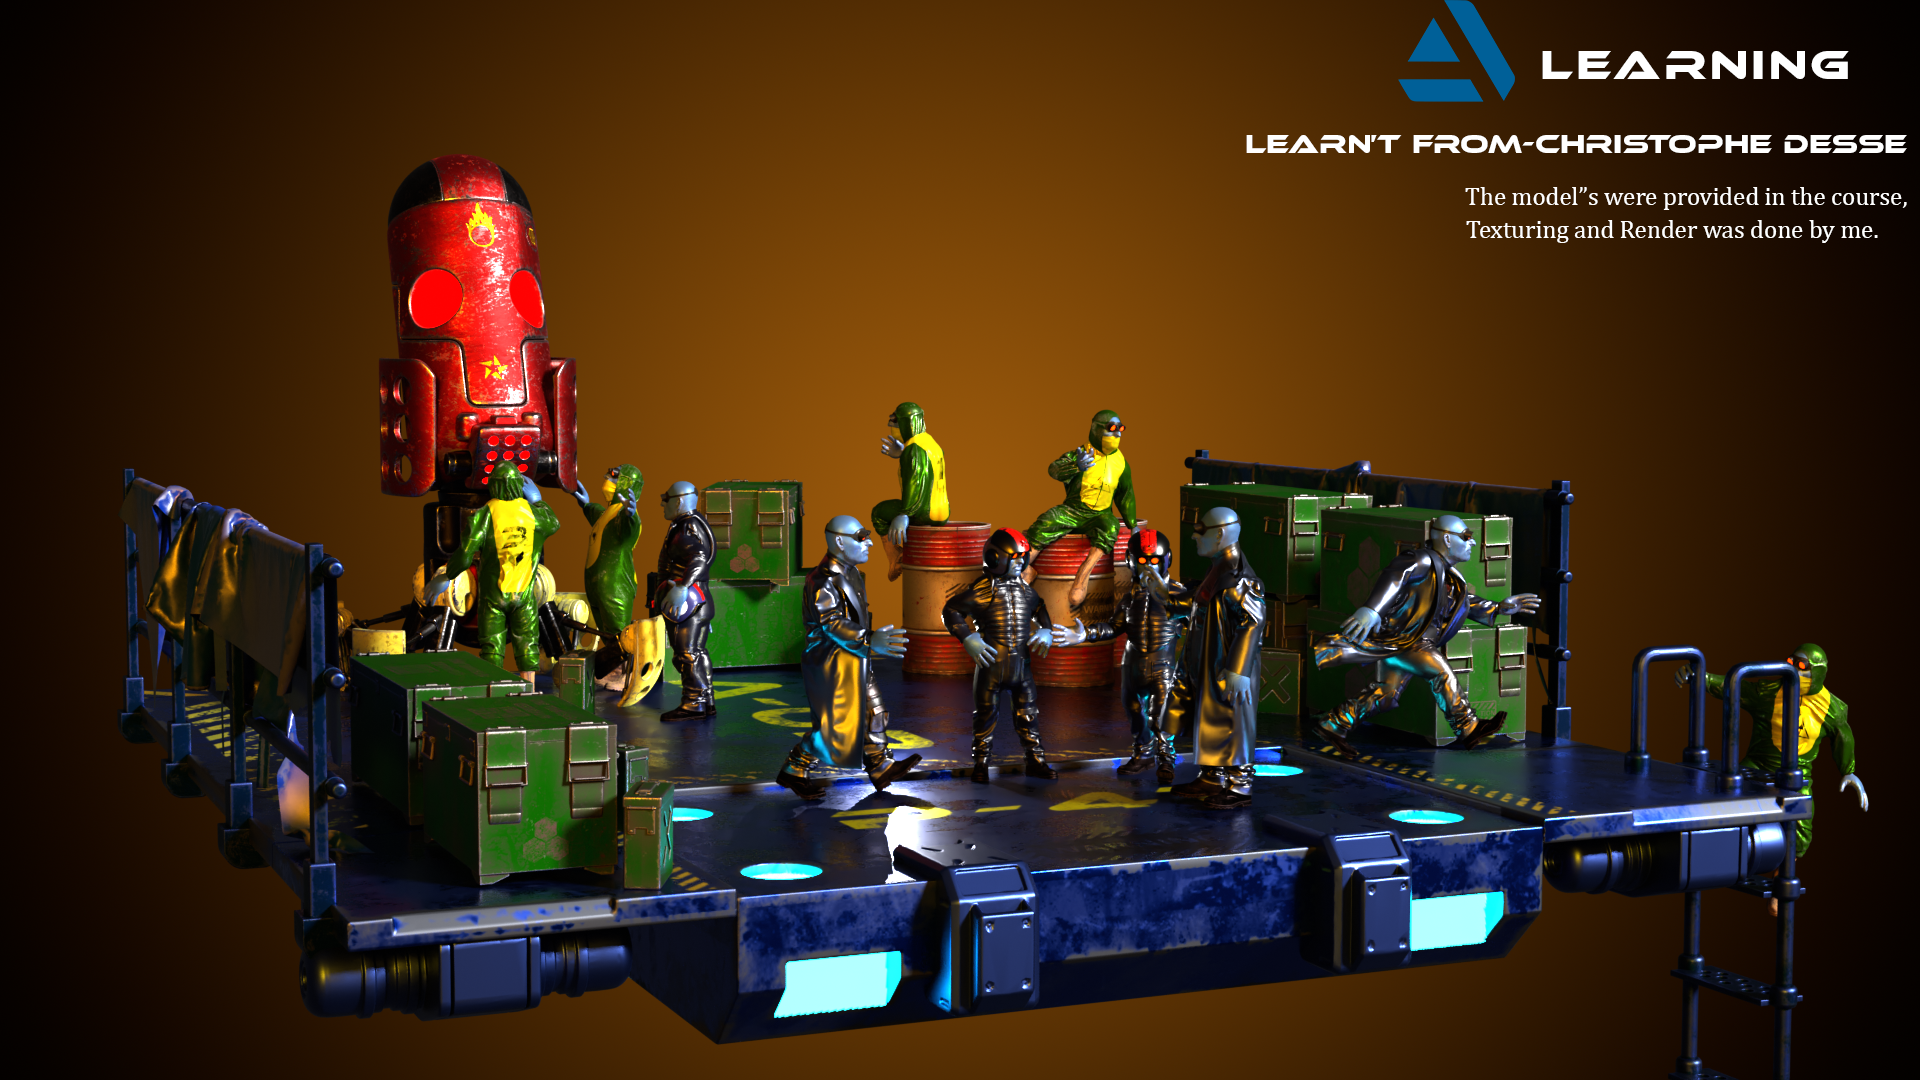 LEARNING
LEARN'T FROM-CHRISTOPHE DESSE
The model”s were provided in the course,
Texturing and Render was done by me.